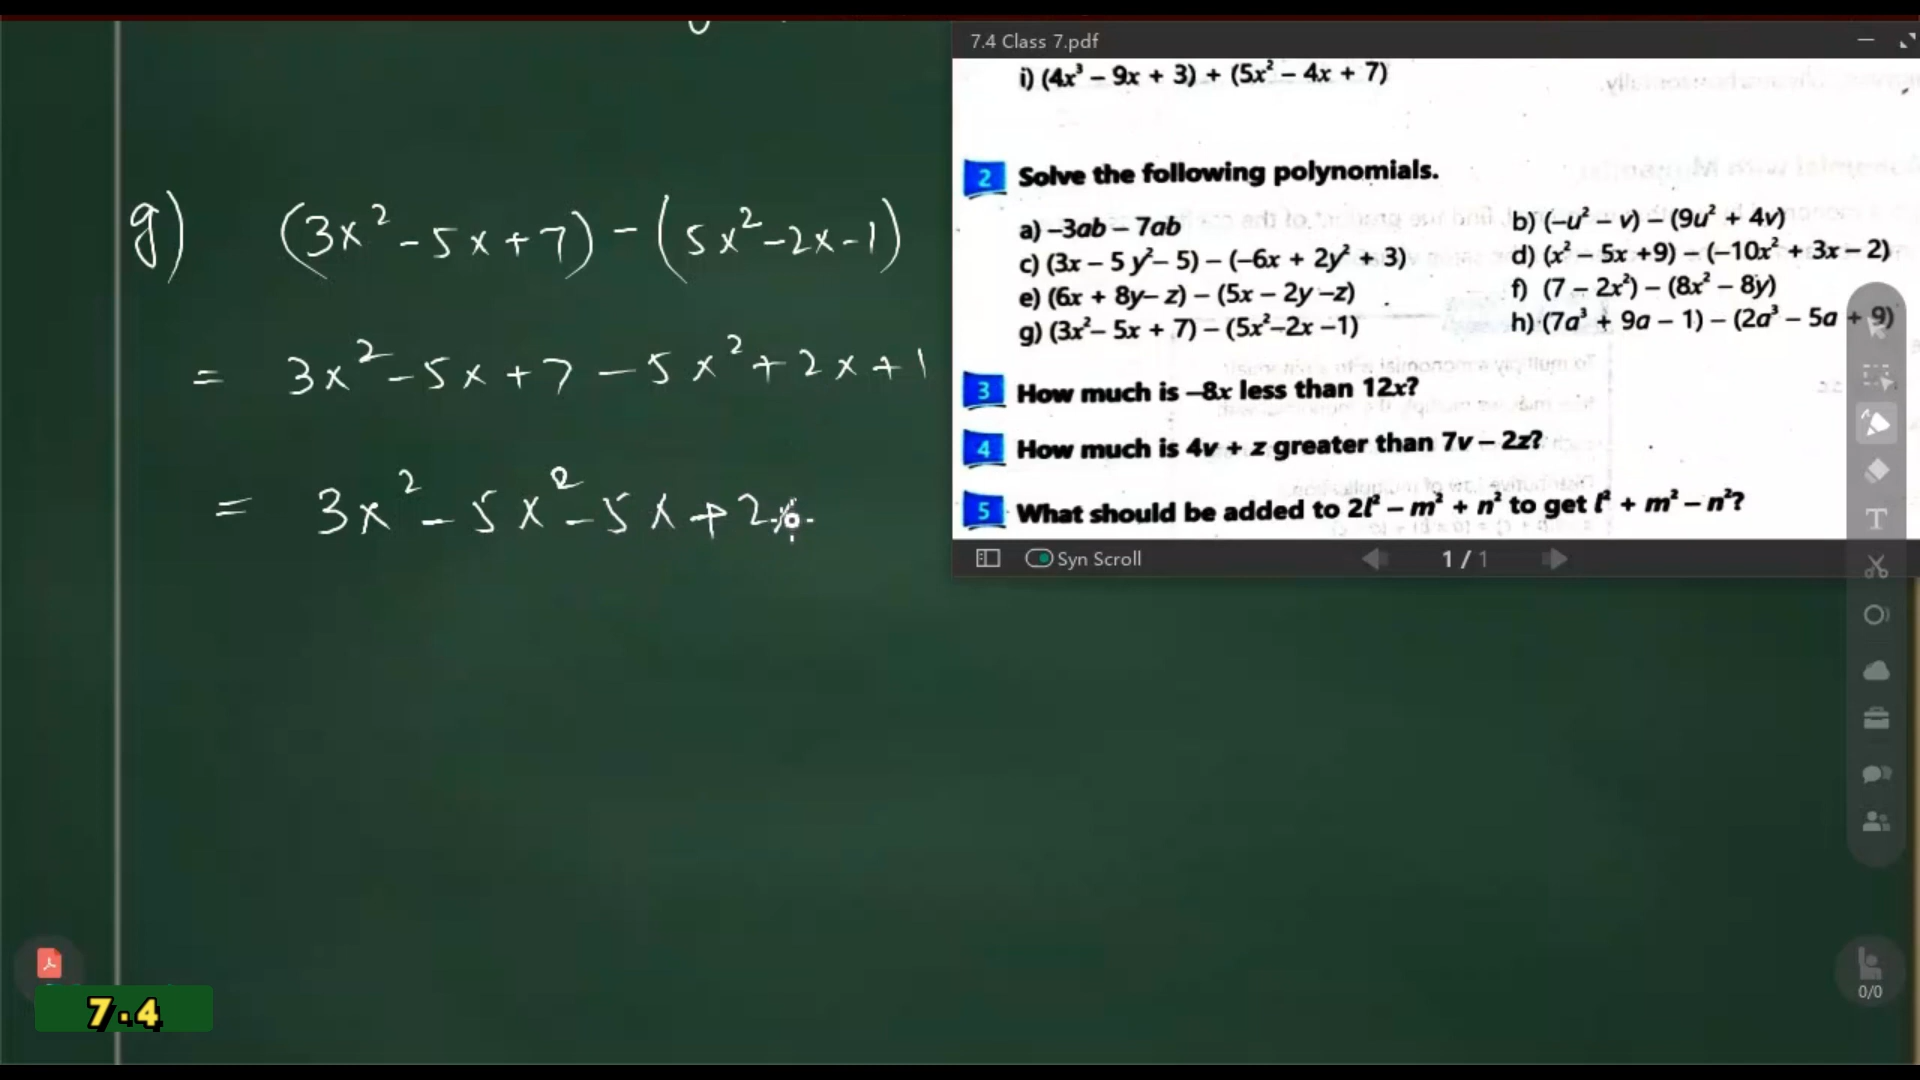 g) (3x² - 5x + 7) - (5x² - 2x - 1)
= 3x² - 5x + 7 - 5x² + 2x + 1
= 3x² - 5x² - 5x + 2x
7.4
7.4 Class 7.pdf
i) (4x³ – 9x + 3) + (5x² – 4x + 7)
2 Solve the following polynomials.
a) –3ab – 7ab b) (–u² – v) – (9u² + 4v)
c) (3x – 5 y² – 5) – (–6x + 2y² + 3) d) (x² – 5x +9) – (–10x² + 3x – 2)
e) (6x + 8y– z) – (5x – 2y –z) f) (7 – 2x²) – (8x² – 8y)
g) (3x²– 5x + 7) – (5x²–2x –1) h) (7a³ + 9a – 1) – (2a³ – 5a + 9)
3 How much is –8x less than 12x?
4 How much is 4v + z greater than 7v – 2z?
5 What should be added to 2l² – m² + n² to get l² + m² – n²?
Syn Scroll 1 / 1
T
0/0